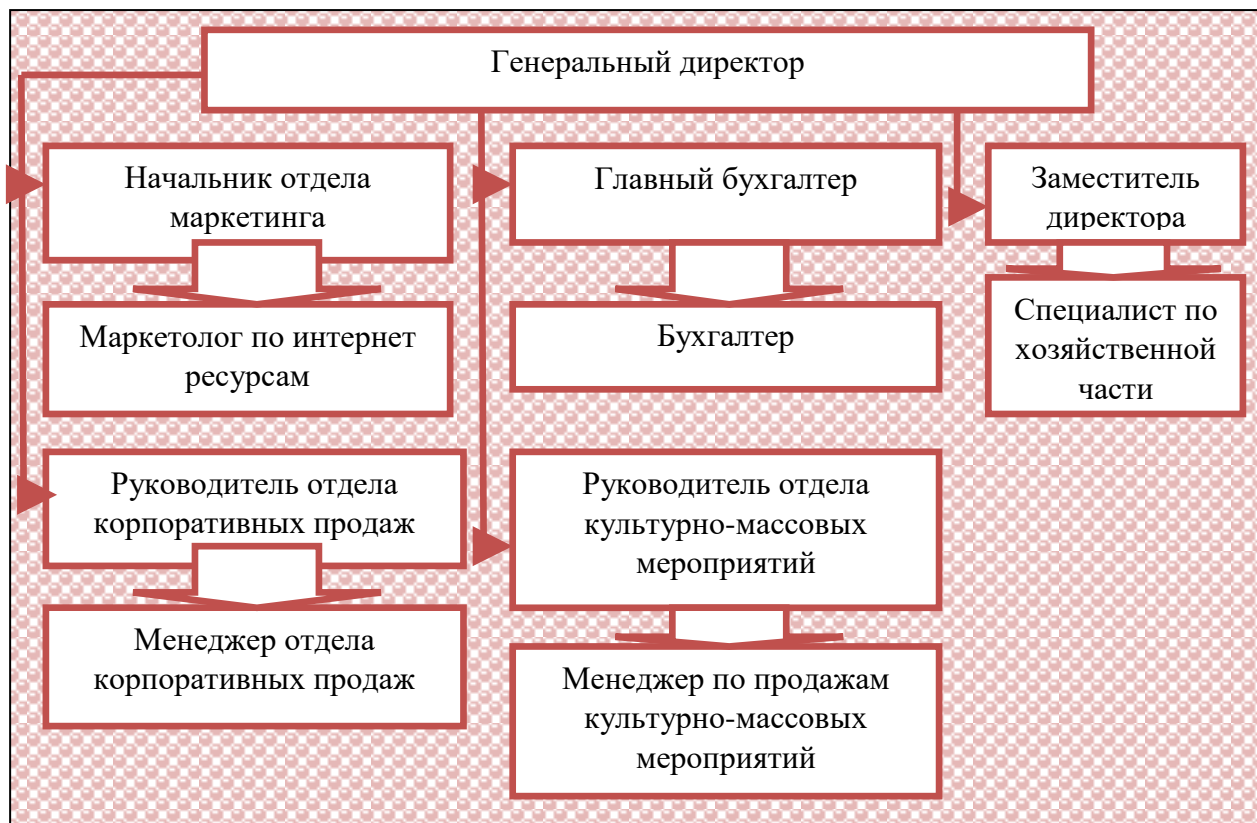 Генеральный директор
Начальник отдела
маркетинга
Главный бухгалтер
Заместитель
директора
Маркетолог по интернет
ресурсам
Бухгалтер
Специалист по
хозяйственной
части
Руководитель отдела
корпоративных продаж
Руководитель отдела
культурно-массовых
мероприятий
Менеджер отдела
корпоративных продаж
Менеджер по продажам
культурно-массовых
мероприятий